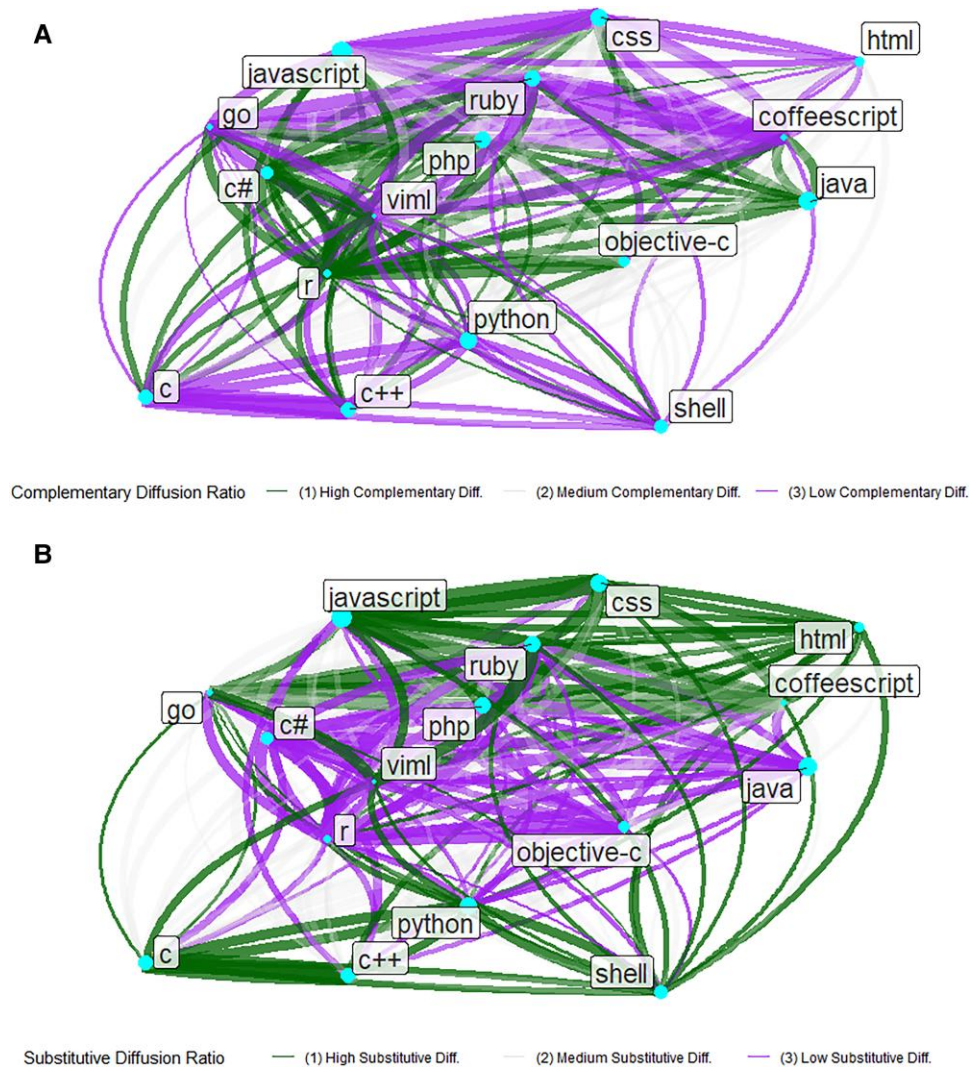 A
css
html
javascript
ruby
go
coffeescript
php
c#
viml
java
objective-c
r
python
c
c++
shell
Complementary Diffusion Ratio (1) High Complementary Diff. (2) Medium Complementary Diff. (3) Low Complementary Diff.
B
javascript
css
html
ruby
coffeescript
go
c#
php
viml
java
r
objective-c
python
c
c++
shell
Substitutive Diffusion Ratio (1) High Substitutive Diff. (2) Medium Substitutive Diff. (3) Low Substitutive Diff.